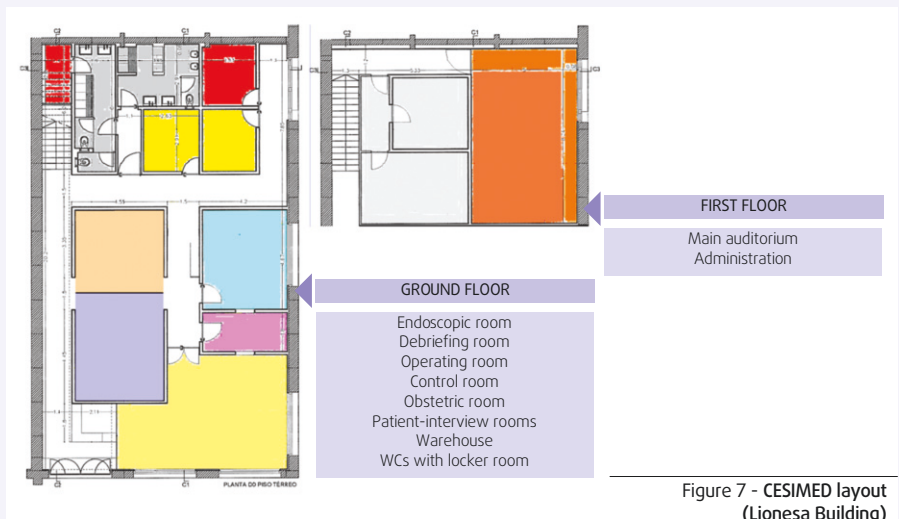 FIRST FLOOR
Main auditorium
Administration
GROUND FLOOR
Endoscopic room
Debriefing room
Operating room
Control room
Obstetric room
Patient-interview rooms
Warehouse
WCs with locker room
PLANTA DO PISO TÉRREO
Figure 7 - CESIMED layout
(Lionesa Building)